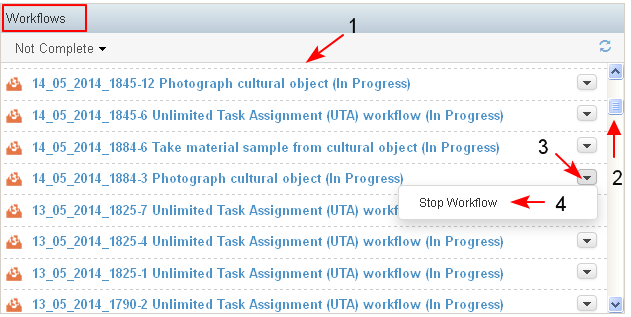 Workflows
1
Not Complete
14_05_2014_1845-12 Photograph cultural object (In Progress)
14_05_2014_1845-6 Unlimited Task Assignment (UTA) workflow (In Progress)
2
14_05_2014_1884-6 Take material sample from cultural object (In Progress)
3
14_05_2014_1884-3 Photograph cultural object (In Progress)
Stop Workflow
4
13_05_2014_1825-7 Unlimited Task Assignment (UTA) workf
13_05_2014_1825-4 Unlimited Task Assignment (UTA) workflow (In Progress)
13_05_2014_1825-1 Unlimited Task Assignment (UTA) workflow (In Progress)
13_05_2014_1790-2 Unlimited Task Assignment (UTA) workflow (In Progress)